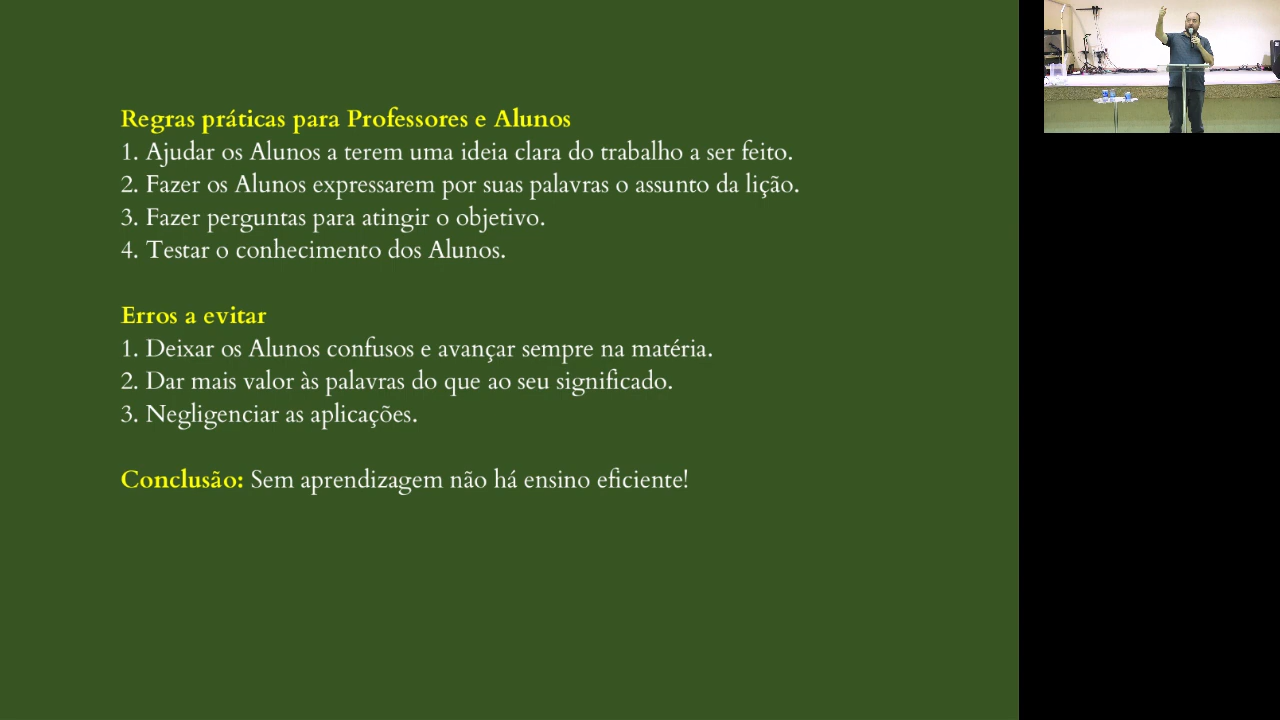 Regras práticas para Professores e Alunos
1. Ajudar os Alunos a terem uma ideia clara do trabalho a ser feito.
2. Fazer os Alunos expressarem por suas palavras o assunto da lição.
3. Fazer perguntas para atingir o objetivo.
4. Testar o conhecimento dos Alunos.
Erros a evitar
1. Deixar os Alunos confusos e avançar sempre na matéria.
2. Dar mais valor às palavras do que ao seu significado.
3. Negligenciar as aplicações.
Conclusão: Sem aprendizagem não há ensino eficiente!